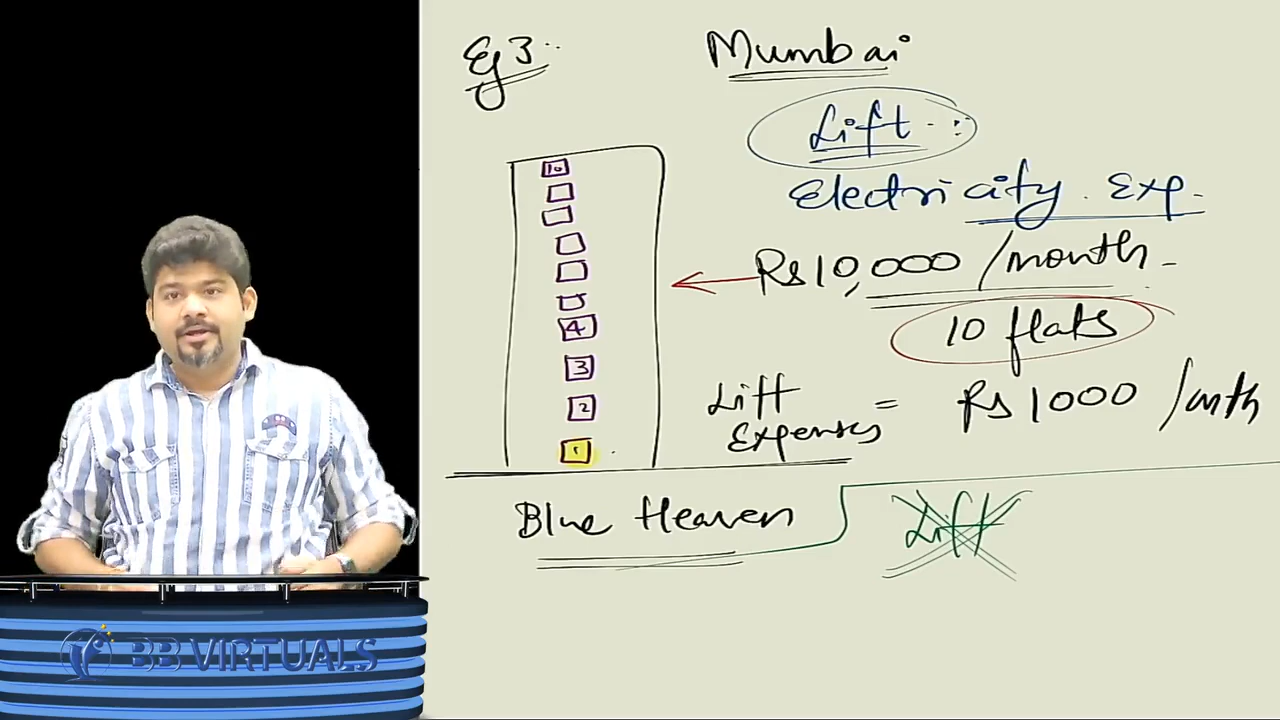 Eg 3:
Mumbai
Lift
Electricity Exp.
Rs 10,000 /month
10 flats
10
4
3
2
1
Lift
Expenses = Rs 1000 /mth
Blue Heaven
Lift
BB VIRTUALS